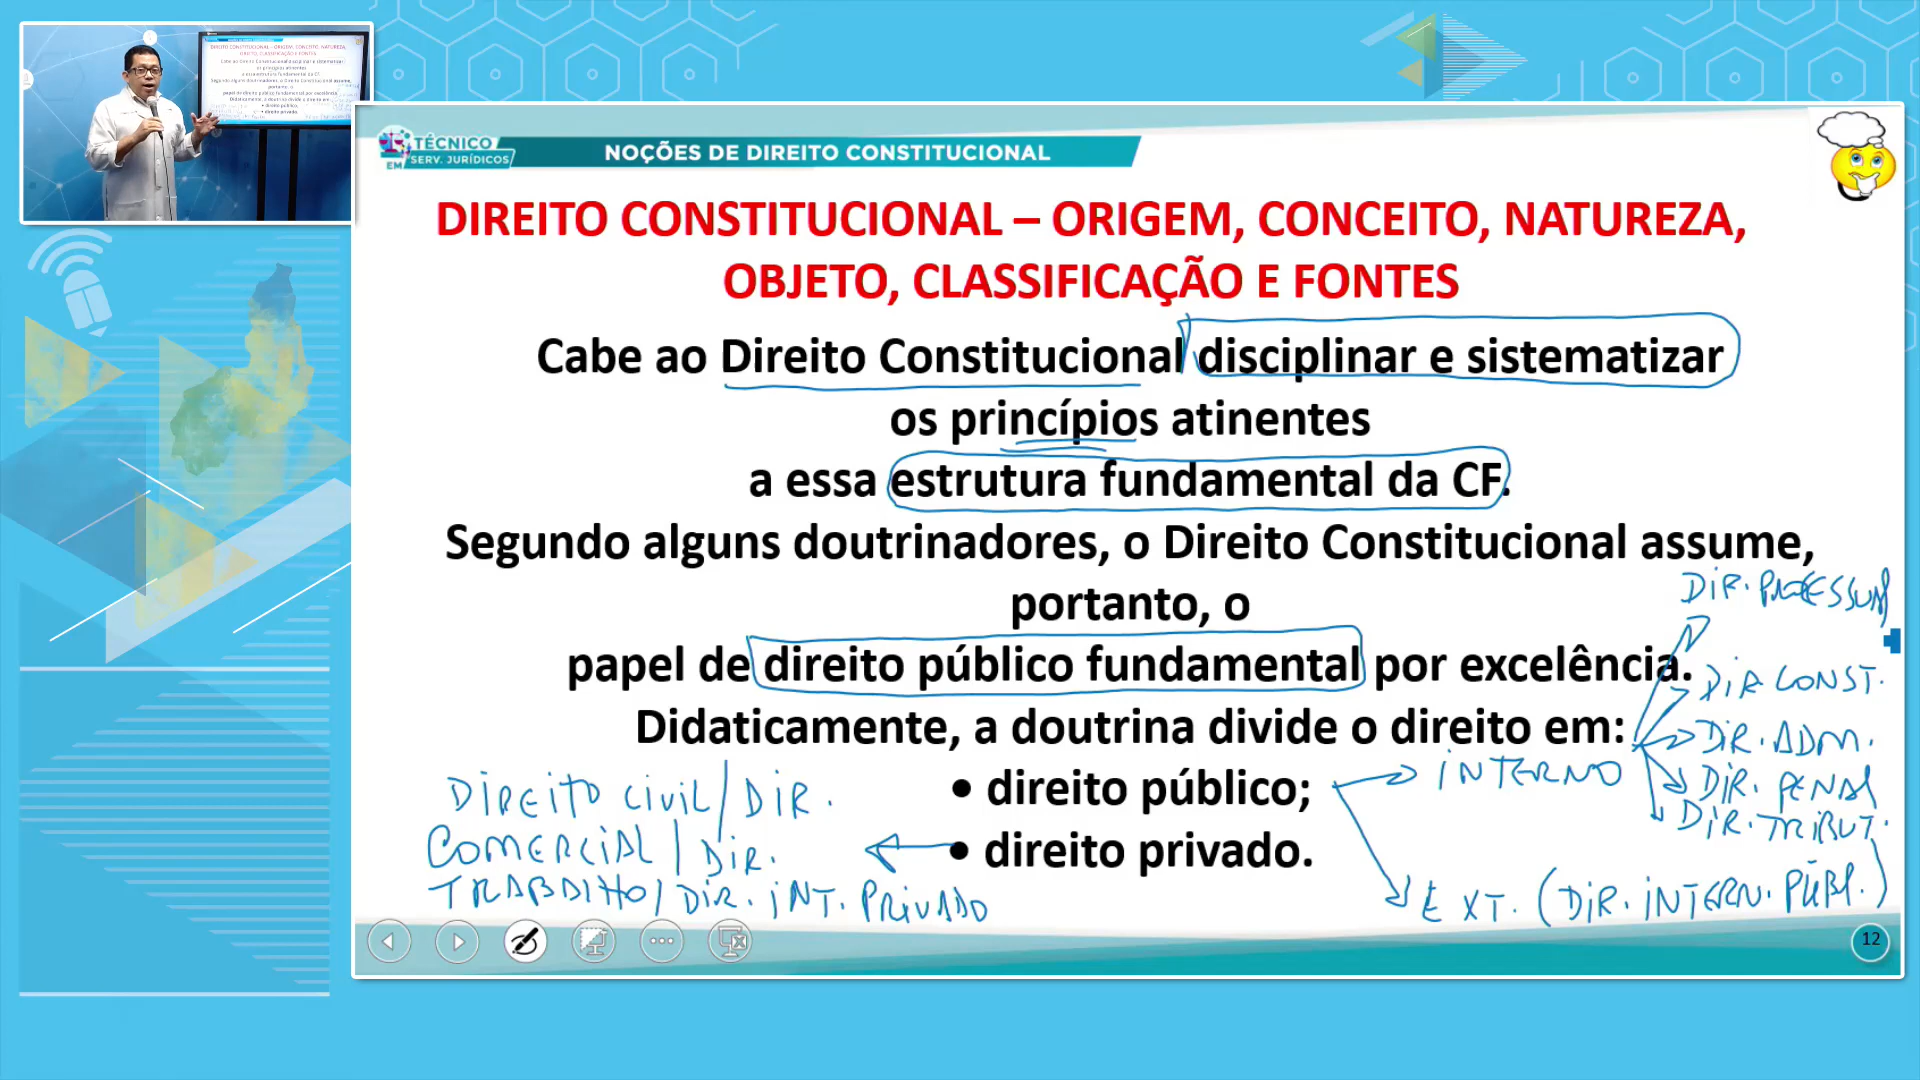 TÉCNICO
EM SERV. JURÍDICOS
NOÇÕES DE DIREITO CONSTITUCIONAL
DIREITO CONSTITUCIONAL – ORIGEM, CONCEITO, NATUREZA,
OBJETO, CLASSIFICAÇÃO E FONTES
Cabe ao Direito Constitucional disciplinar e sistematizar
os princípios atinentes
a essa estrutura fundamental da CF.
Segundo alguns doutrinadores, o Direito Constitucional assume,
portanto, o
papel de direito público fundamental por excelência.
Didaticamente, a doutrina divide o direito em:
• direito público;
• direito privado.
DIR. PROCESSUAL
DIR. CONST.
DIR. ADM.
DIR. PENAL
DIR. TRIBUT.
INTERNO
EXT. (DIR. INTERN. PÚBL.)
DIREITO CIVIL / DIR.
COMERCIAL / DIR.
TRABALHO / DIR. INT. PRIVADO
12